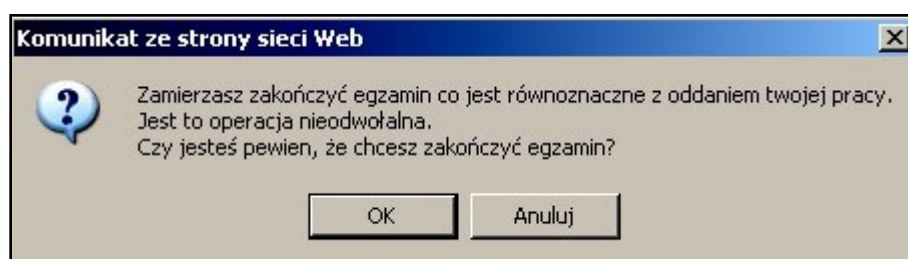 Komunikat ze strony sieci Web
Zamierzasz zakończyć egzamin co jest równoznaczne z oddaniem twojej pracy.
Jest to operacja nieodwołalna.
Czy jesteś pewien, że chcesz zakończyć egzamin?
OK Anuluj